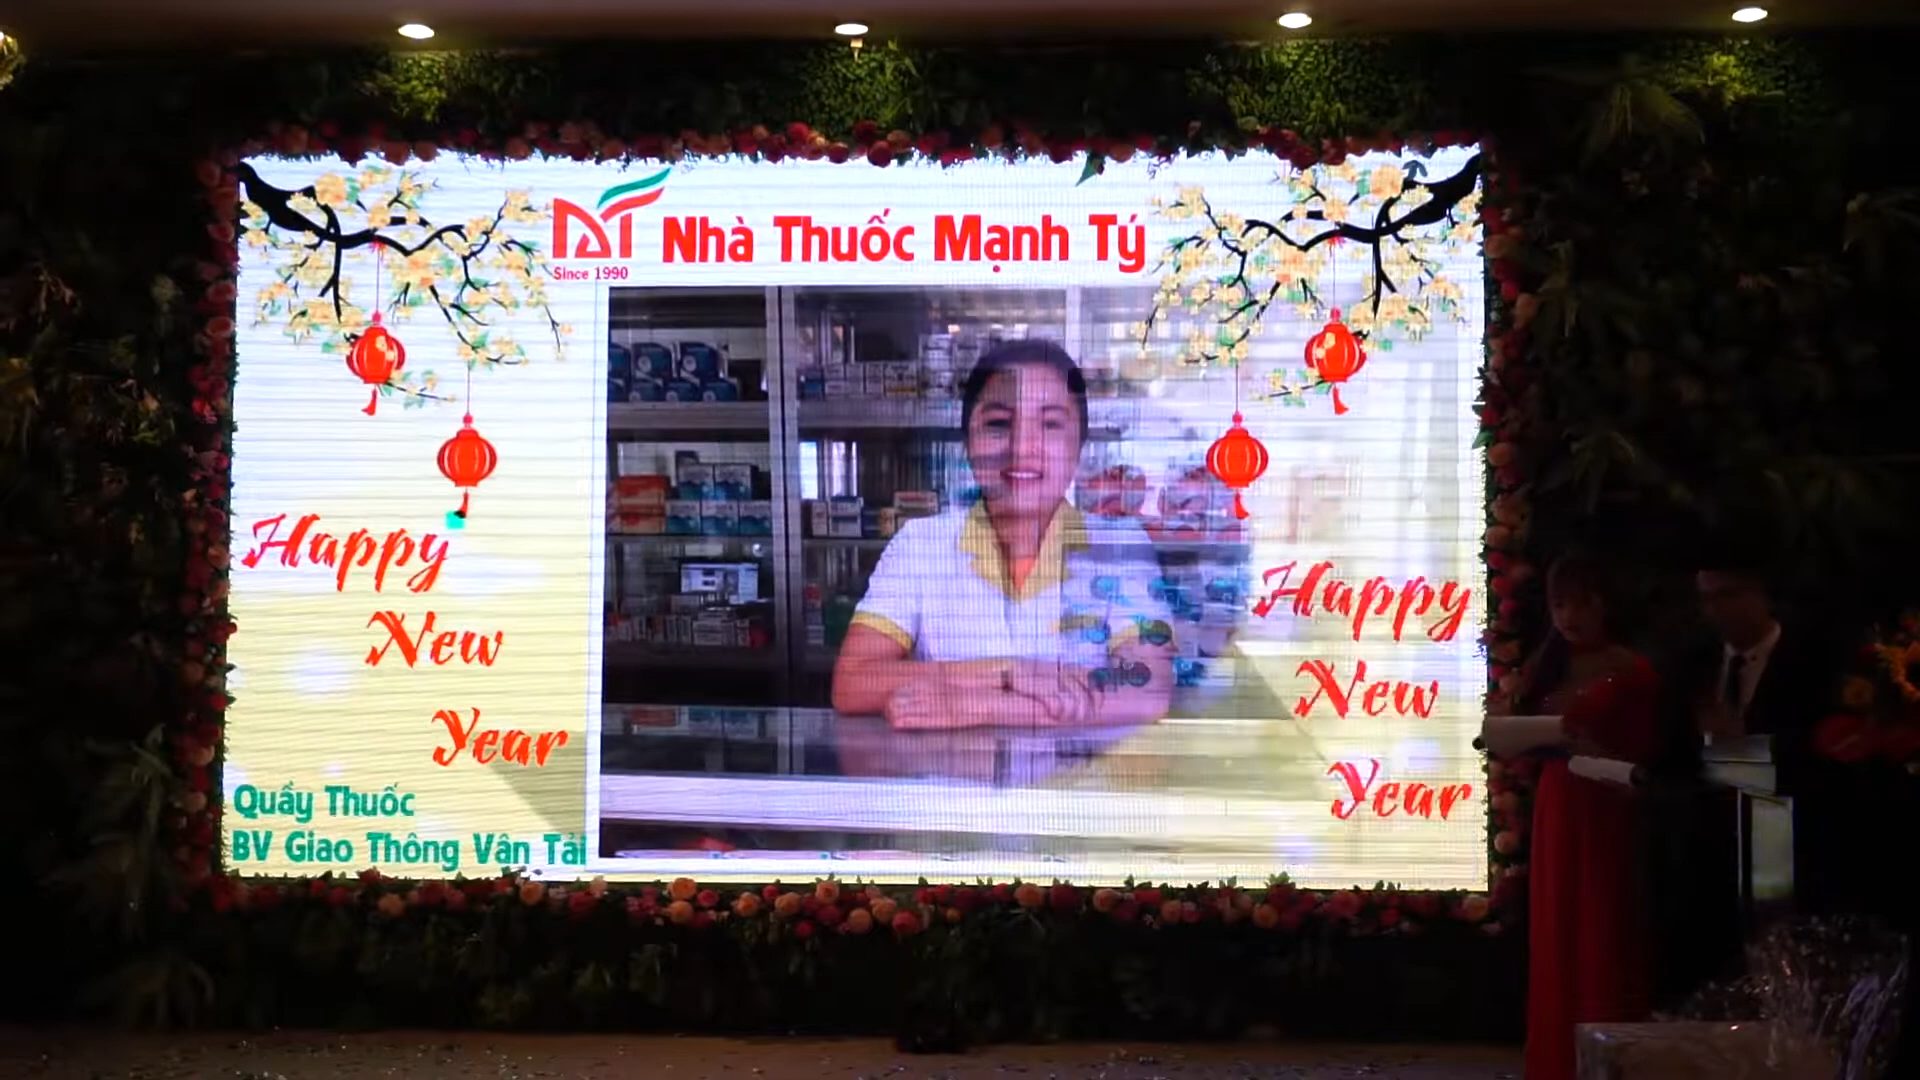 Nhà Thuốc Mạnh Tý
Since 1990
Happy
New
Year
Happy
New
Year
Quầy Thuốc
BV Giao Thông Vận Tải